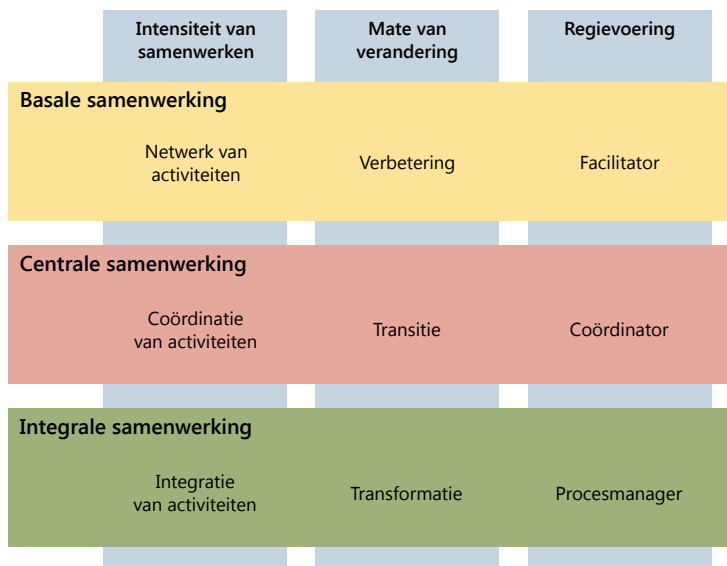 Intensiteit van
samenwerken
Mate van
verandering
Regievoering
Basale samenwerking
Netwerk van
activiteiten
Verbetering
Facilitator
Centrale samenwerking
Coördinatie
van activiteiten
Transitie
Coördinator
Integrale samenwerking
Integratie
van activiteiten
Transformatie
Procesmanager